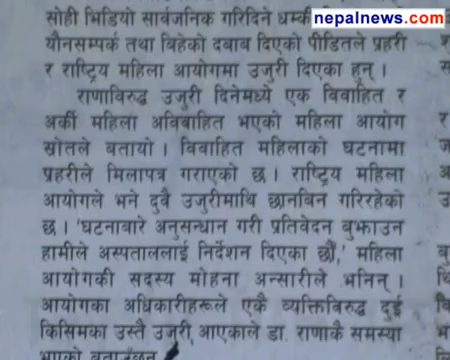 nepalnews.com
सोही भिडियो सार्वजनिक गरिदिने धम्की
यौनसम्पर्क तथा बिहेको दबाब दिएको पीडितले प्रहरी
र राष्ट्रिय महिला आयोगमा उजुरी दिएका हुन् ।
राणाविरुद्ध उजुरी दिनेमध्ये एक विवाहित र
अर्की महिला अविवाहित भएको महिला आयोग
स्रोतले बतायो । विवाहित महिलाको घटनामा
प्रहरीले मिलापत्र गराएको छ । राष्ट्रिय महिला
आयोगले भने दुवै उजुरीमाथि छानबिन गरिरहेको
छ । ‘घटनाबारे अनुसन्धान गरी प्रतिवेदन बुझाउन
हामीले अस्पताललाई निर्देशन दिएका छौं,’ महिला
आयोगकी सदस्य मोहना अन्सारीले भनिन् ।
आयोगका अधिकारीहरूले एकै व्यक्तिविरुद्ध दुई
किसिमका उस्तै उजुरी आएकाले डा. राणाकै समस्या